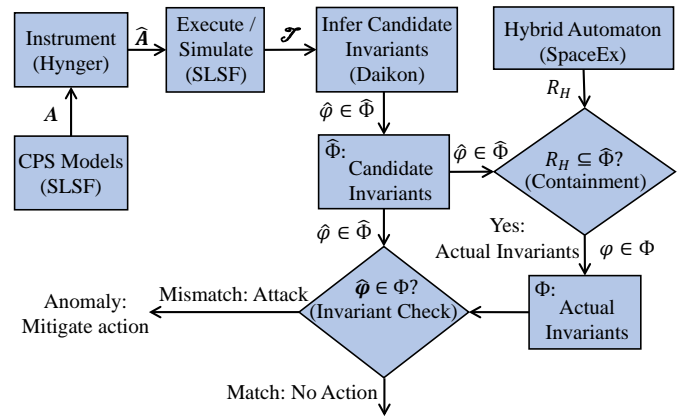 Instrument
(Hynger)
𝑨̂
Execute /
Simulate
(SLSF)
𝒯
Infer Candidate
Invariants
(Daikon)
Hybrid Automaton
(SpaceEx)
𝑨
CPS Models
(SLSF)
φ̂ ∈ Φ̂
R_H
Φ̂:
Candidate
Invariants
φ̂ ∈ Φ̂
R_H ⊆ Φ̂?
(Containment)
φ̂ ∈ Φ̂
Yes:
Actual Invariants
φ ∈ Φ
Φ:
Actual
Invariants
φ̂ ∈ Φ?
(Invariant Check)
Mismatch: Attack
Anomaly:
Mitigate action
Match: No Action